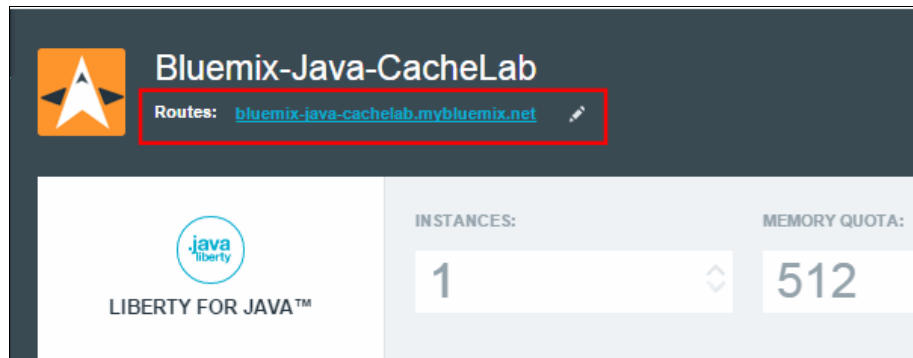 Bluemix-Java-CacheLab
Routes: bluemix-java-cachelab.mybluemix.net
.java
liberty
LIBERTY FOR JAVA™
INSTANCES:
1
MEMORY QUOTA:
512